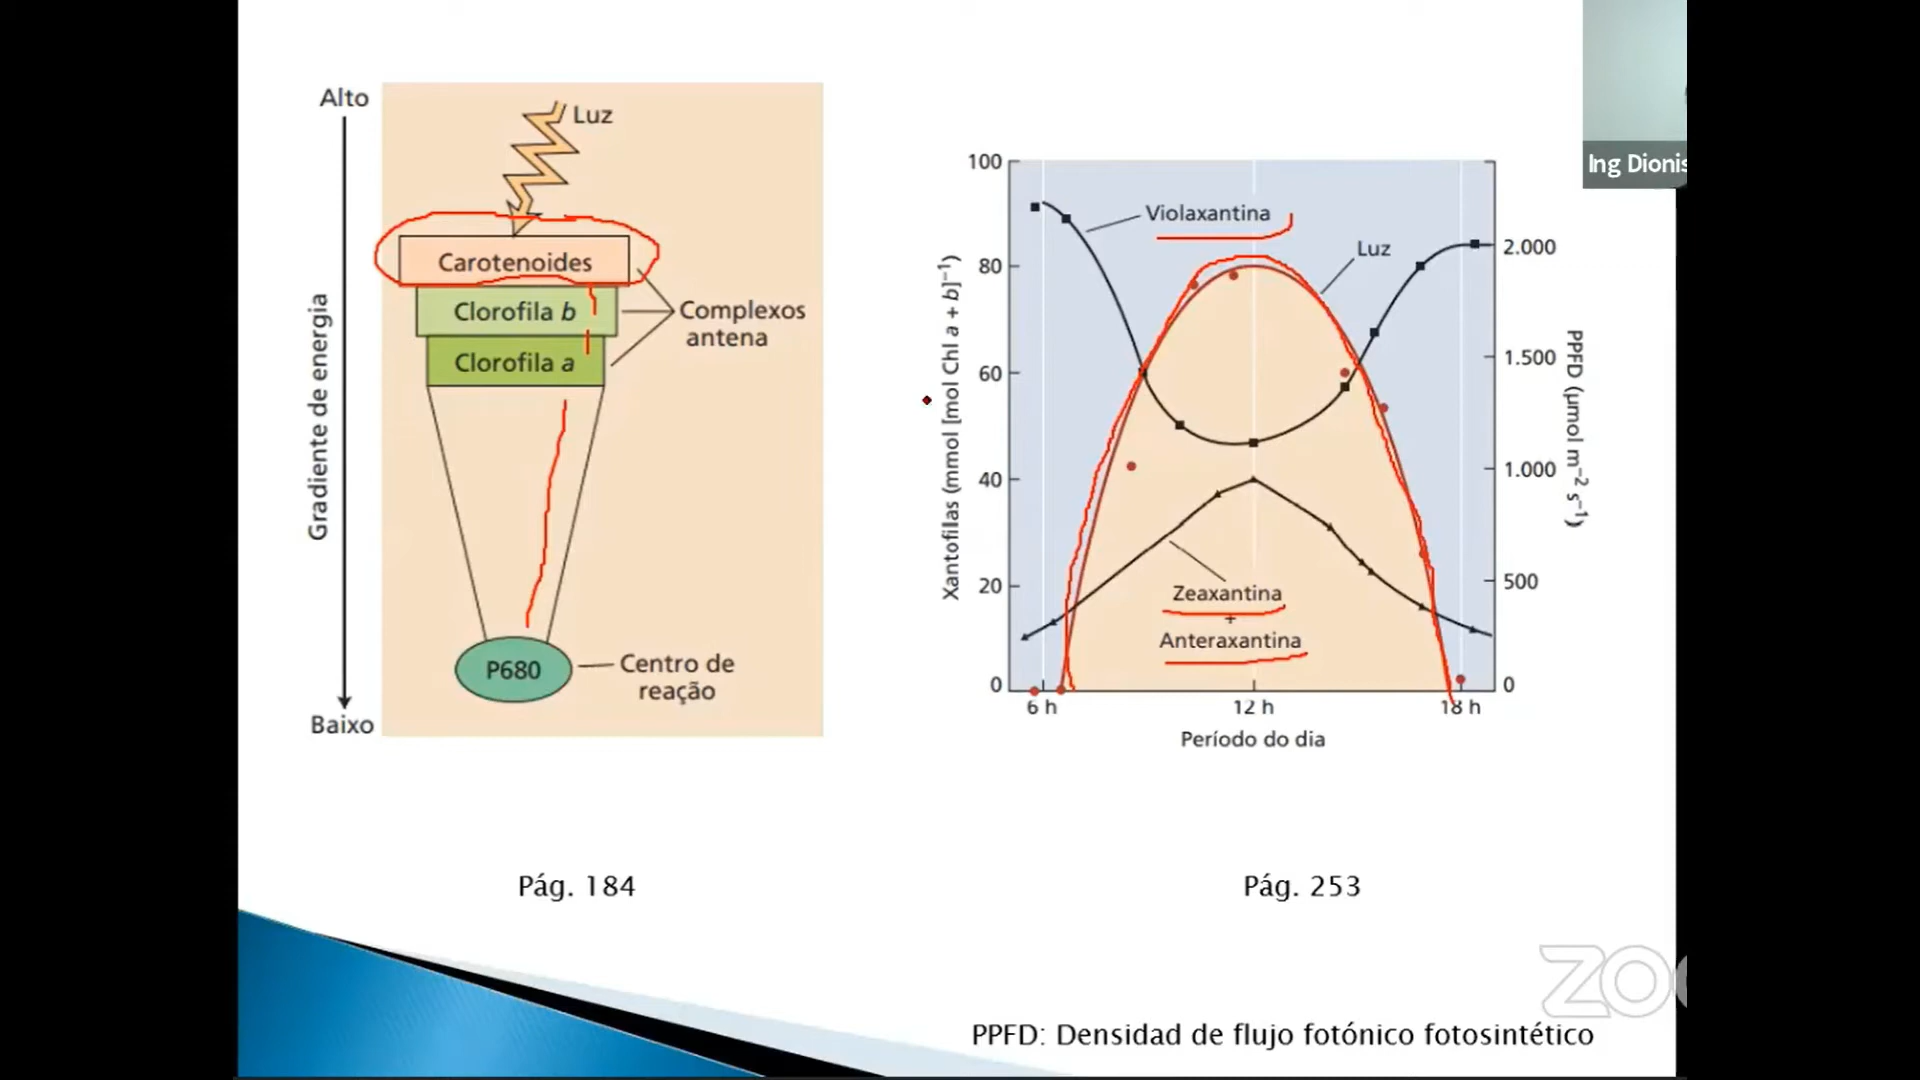 Alto
Luz
Carotenoides
Clorofila b
Clorofila a
Complexos
antena
Gradiente de energia
P680
Centro de
reação
Baixo
Pág. 184
100
80
60
40
20
0
Xantofilas (mmol [mol Chl a + b]⁻¹)
Violaxantina
Luz
Zeaxantina
+
Anteraxantina
2.000
1.500
1.000
500
0
PPFD (μmol m⁻² s⁻¹)
6 h
12 h
18 h
Período do dia
Pág. 253
Ing Dionis
PPFD: Densidad de flujo fotónico fotosintético